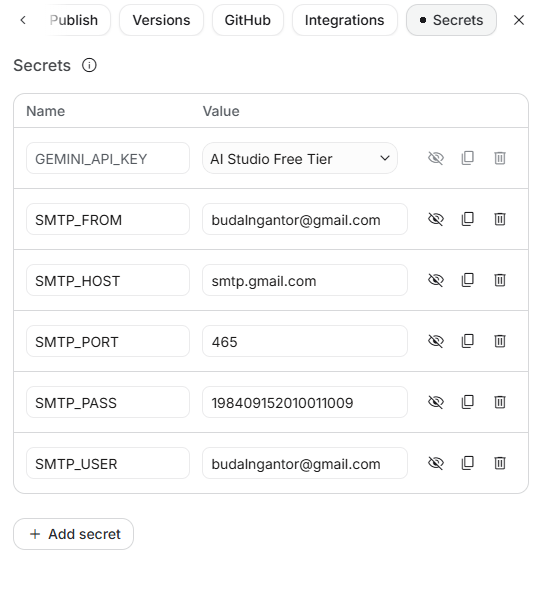 Publish Versions GitHub Integrations Secrets
Secrets
Name Value
GEMINI_API_KEY AI Studio Free Tier
SMTP_FROM budalngantor@gmail.com
SMTP_HOST smtp.gmail.com
SMTP_PORT 465
SMTP_PASS 198409152010011009
SMTP_USER budalngantor@gmail.com
+ Add secret